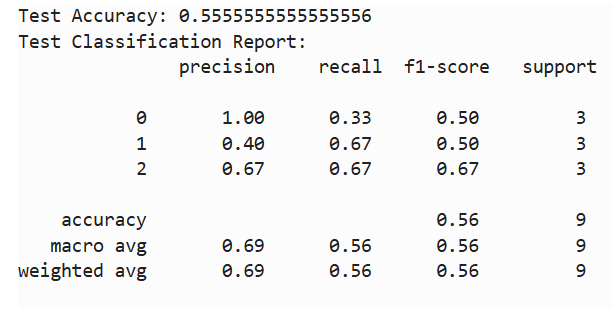 Test Accuracy: 0.5555555555555556
Test Classification Report:
precision recall f1-score support
0 1.00 0.33 0.50 3
1 0.40 0.67 0.50 3
2 0.67 0.67 0.67 3
accuracy 0.56 9
macro avg 0.69 0.56 0.56 9
weighted avg 0.69 0.56 0.56 9